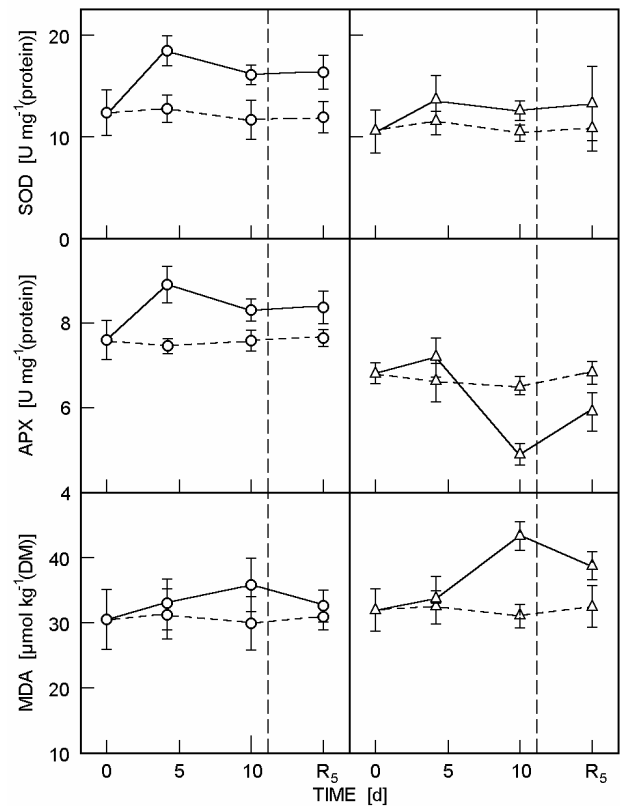 20
10
0
SOD [U mg⁻¹(protein)]
8
6
4
APX [U mg⁻¹(protein)]
40
30
20
10
MDA [µmol kg⁻¹(DM)]
0 5 10 R₅ 0 5 10 R₅
TIME [d]